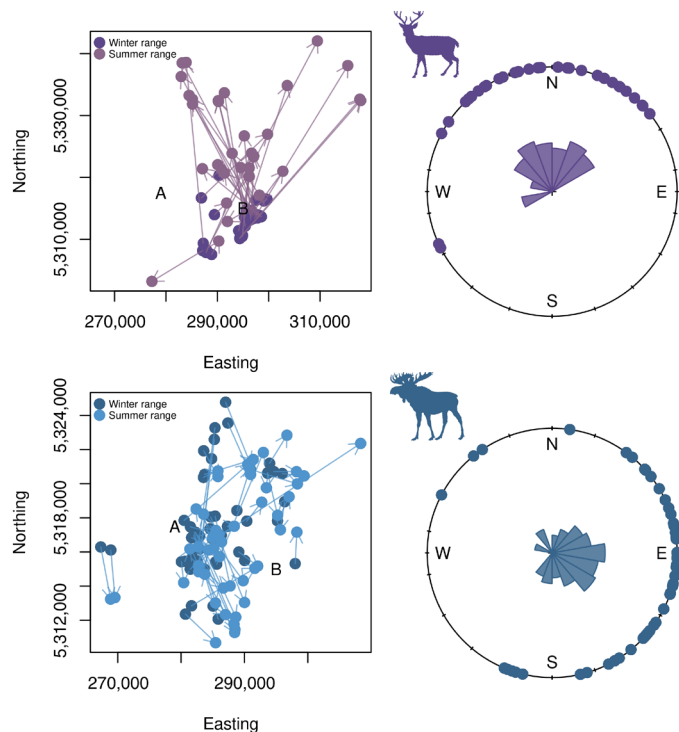 Winter range
Summer range
Northing
5,330,000
5,310,000
A
B
270,000
290,000
310,000
Easting
N
W
E
S
Winter range
Summer range
Northing
5,324,000
5,318,000
5,312,000
A
B
270,000
290,000
Easting
N
W
E
S